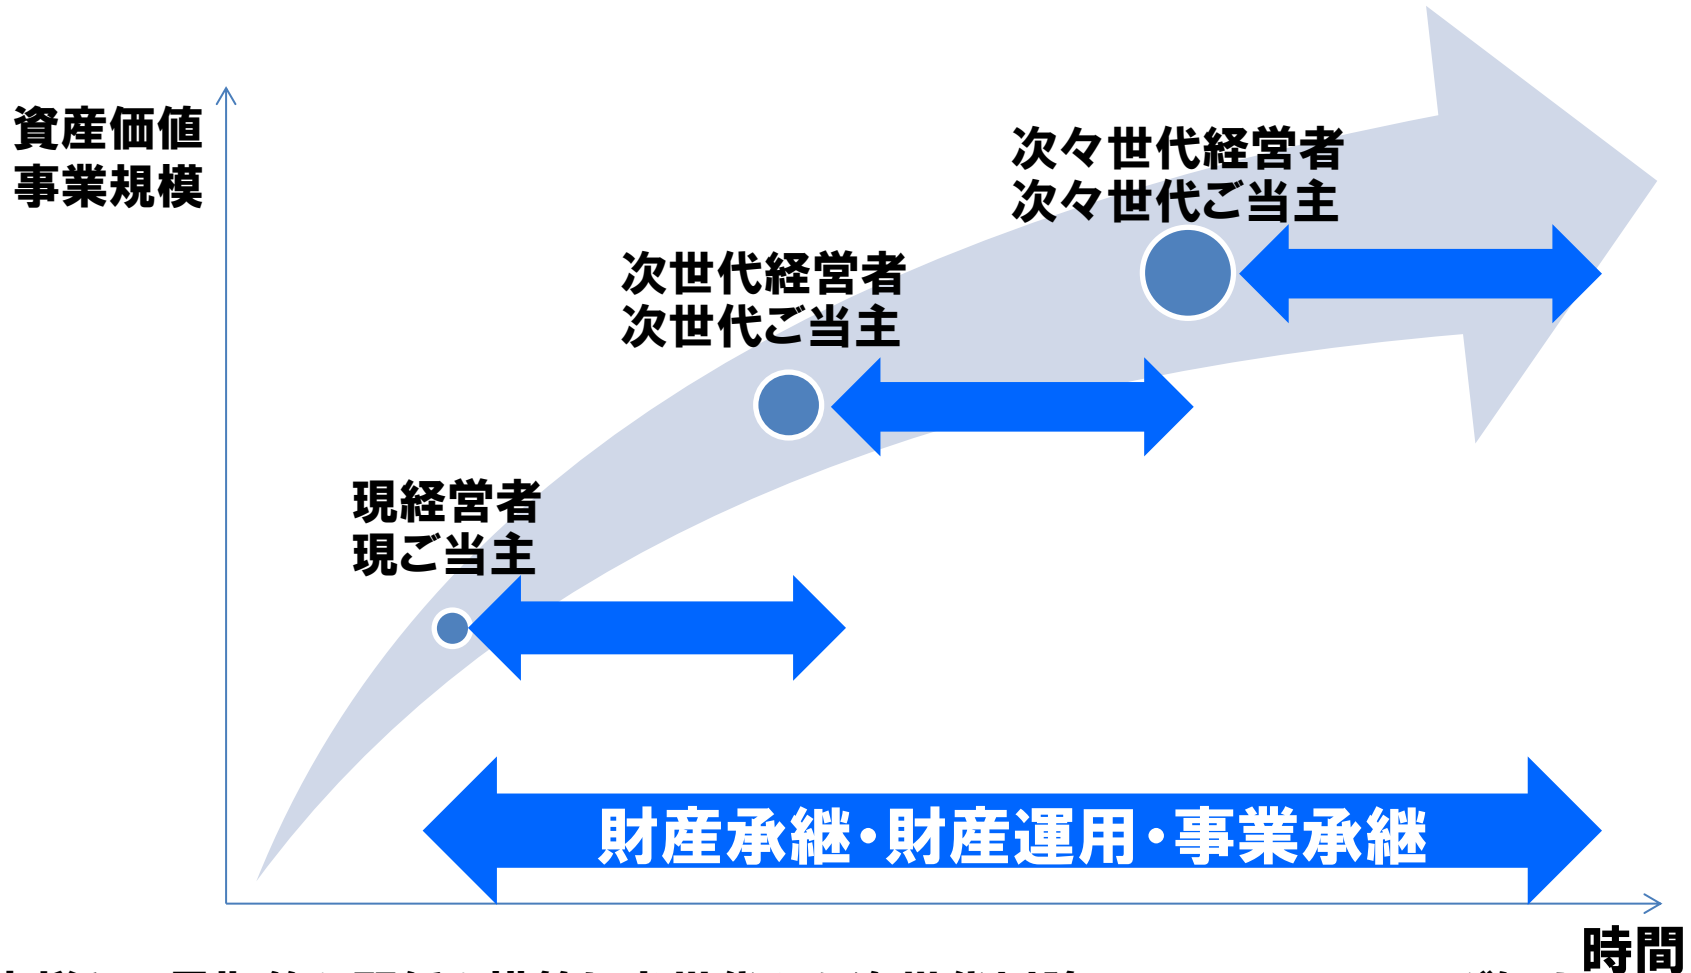 資産価値
事業規模
次々世代経営者
次々世代ご当主
次世代経営者
次世代ご当主
現経営者
現ご当主
財産承継・財産運用・事業承継
時間